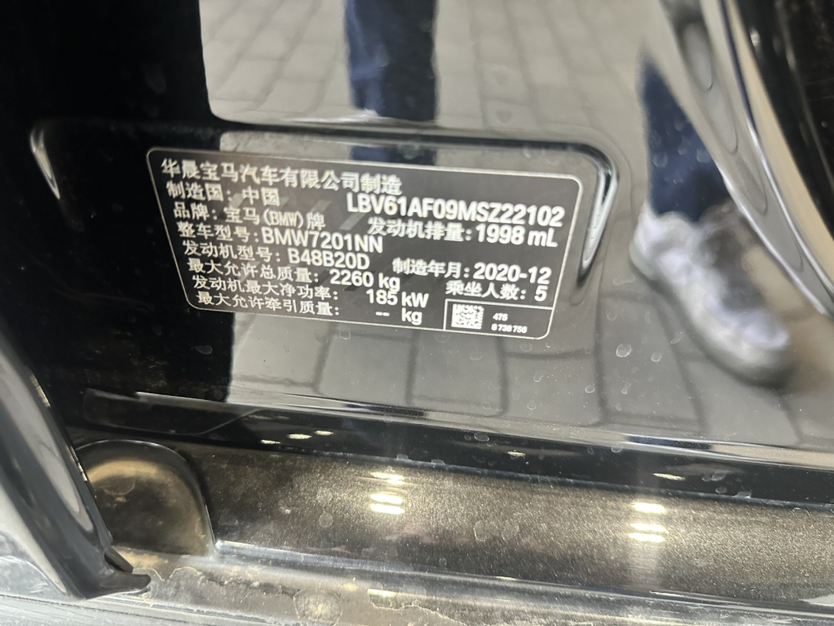 华晨宝马汽车有限公司制造
制造国：中国 LBV61AF09MSZ22102
品牌：宝马(BMW)牌 发动机排量：1998 mL
整车型号：BMW7201NN
发动机型号：B48B20D 制造年月：2020-12
最大允许总质量：2260 kg 乘坐人数：5
发动机最大净功率：185 kW
最大允许牵引质量：-- kg
475
8 736 756